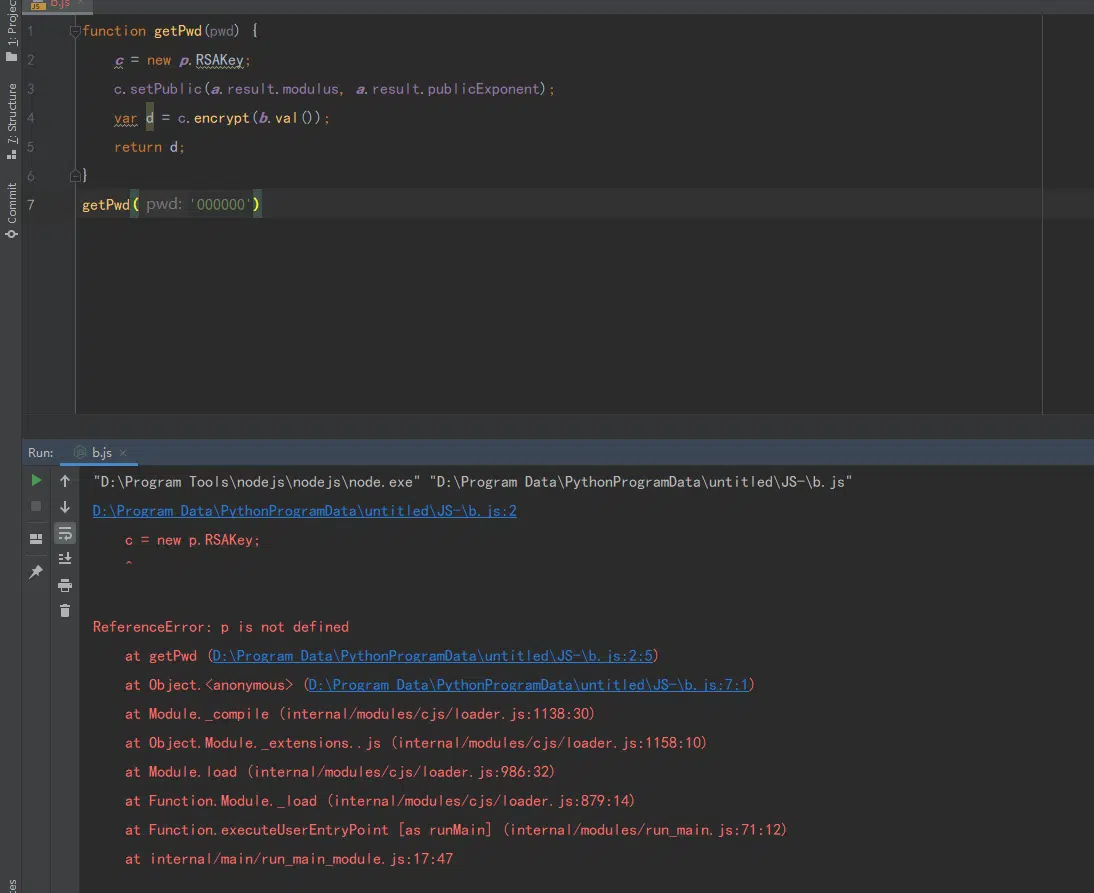 b.js
1: Project
7: Structure
Commit
1 function getPwd(pwd) {
2 c = new p.RSAKey;
3 c.setPublic(a.result.modulus, a.result.publicExponent);
4 var d = c.encrypt(b.val());
5 return d;
6 }
7 getPwd( pwd: '000000')
Run: b.js
"D:\Program Tools\nodejs\nodejs\node.exe" "D:\Program Data\PythonProgramData\untitled\JS-\b.js"
D:\Program Data\PythonProgramData\untitled\JS-\b.js:2
c = new p.RSAKey;
^
ReferenceError: p is not defined
at getPwd (D:\Program Data\PythonProgramData\untitled\JS-\b.js:2:5)
at Object.<anonymous> (D:\Program Data\PythonProgramData\untitled\JS-\b.js:7:1)
at Module._compile (internal/modules/cjs/loader.js:1138:30)
at Object.Module._extensions..js (internal/modules/cjs/loader.js:1158:10)
at Module.load (internal/modules/cjs/loader.js:986:32)
at Function.Module._load (internal/modules/cjs/loader.js:879:14)
at Function.executeUserEntryPoint [as runMain] (internal/modules/run_main.js:71:12)
at internal/main/run_main_module.js:17:47